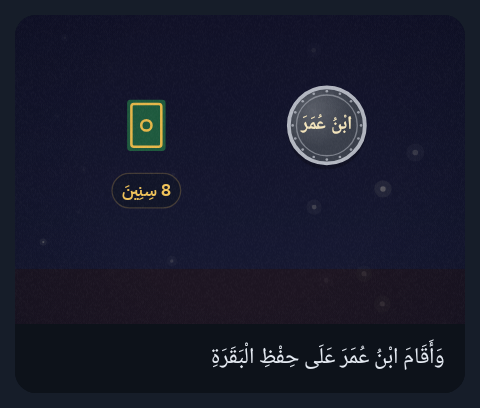 ابْنُ عُمَرَ
8 سِنِينَ
وَأَقَامَ ابْنُ عُمَرَ عَلَى حِفْظِ الْبَقَرَةِ